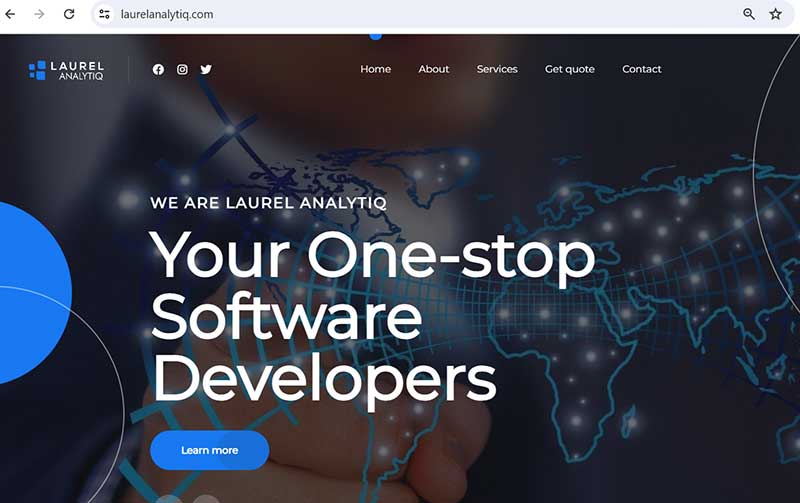 laurelanalytiq.com
LAUREL
ANALYTIQ
Home About Services Get quote Contact
WE ARE LAUREL ANALYTIQ
Your One-stop
Software
Developers
Learn more